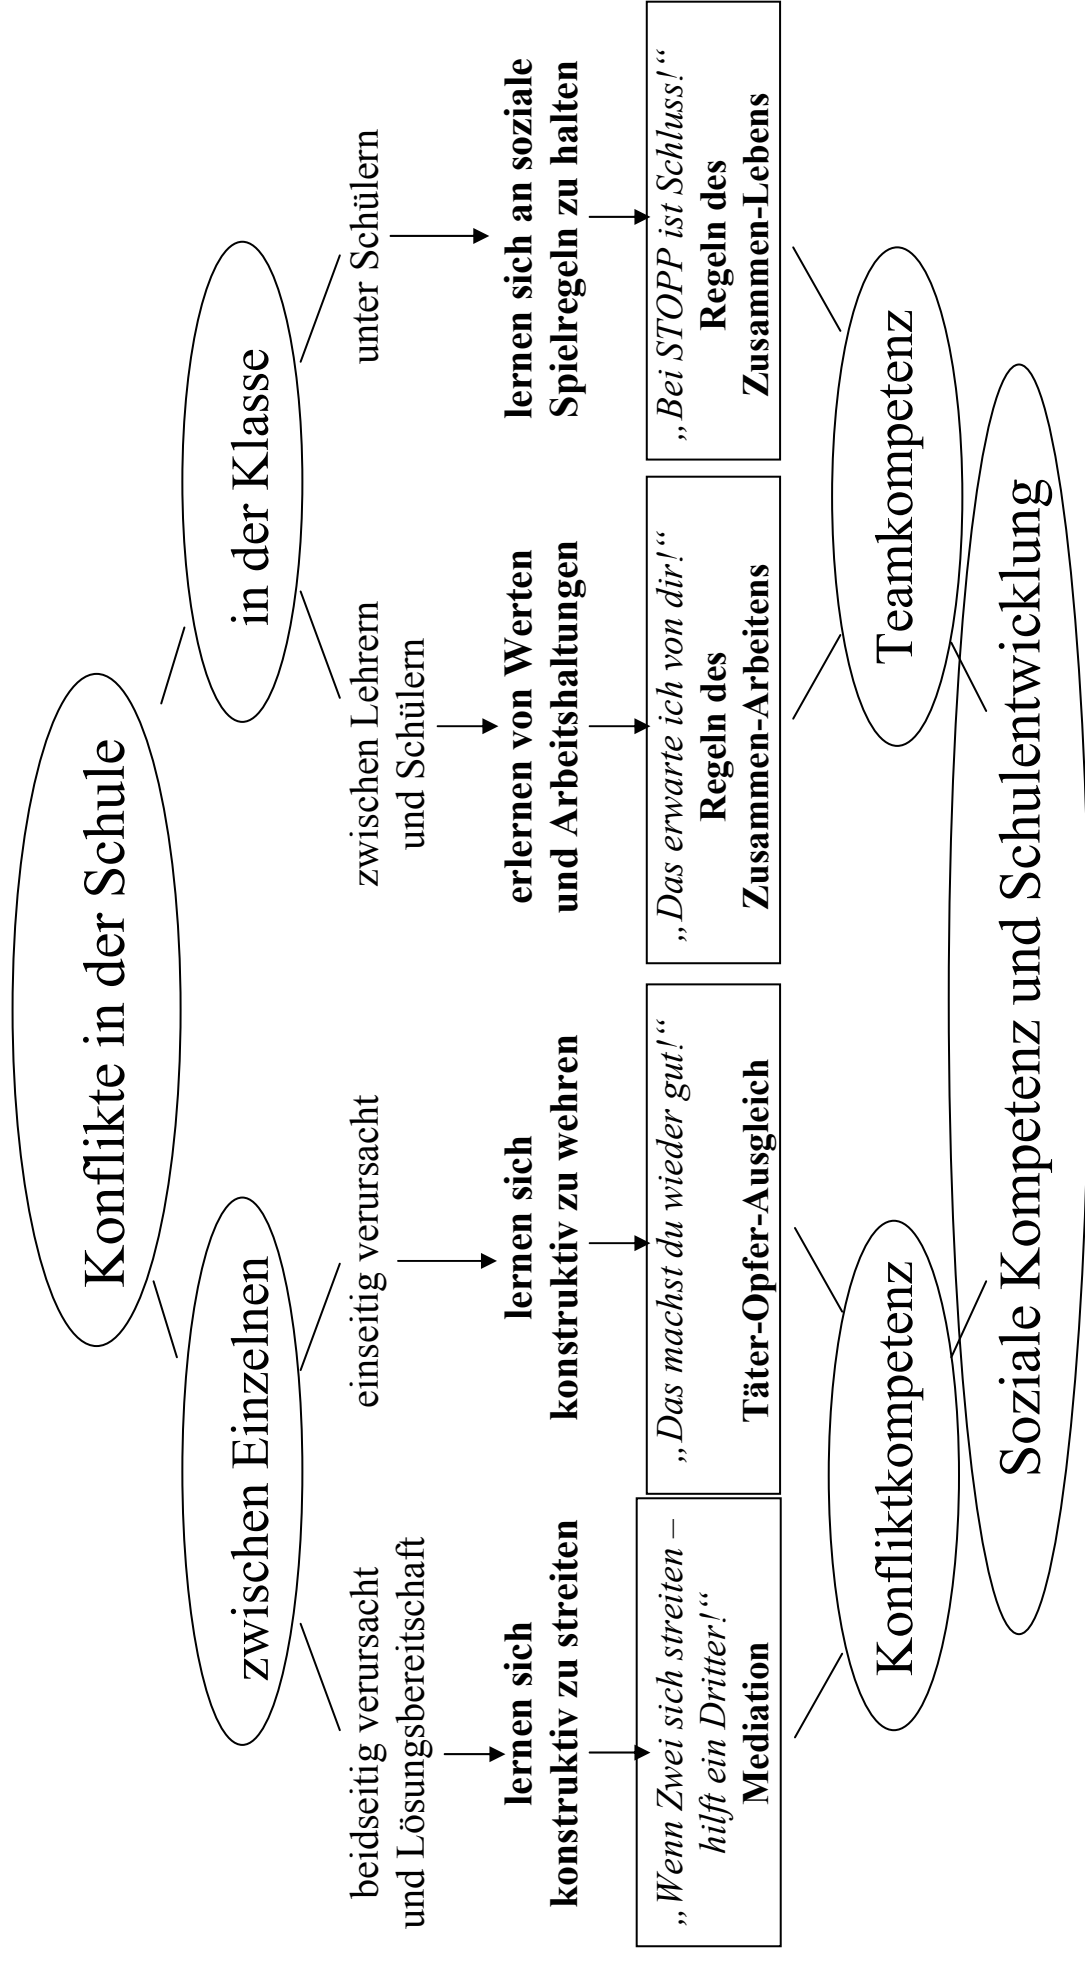 Konflikte in der Schule
zwischen Einzelnen
in der Klasse
beidseitig verursacht
und Lösungsbereitschaft
einseitig verursacht
zwischen Lehrern
und Schülern
unter Schülern
lernen sich
konstruktiv zu streiten
lernen sich
konstruktiv zu wehren
erlernen von Werten
und Arbeitshaltungen
lernen sich an soziale
Spielregeln zu halten
„Wenn Zwei sich streiten –
hilft ein Dritter!“
Mediation
„Das machst du wieder gut!“
Täter-Opfer-Ausgleich
„Das erwarte ich von dir!“
Regeln des
Zusammen-Arbeitens
„Bei STOPP ist Schluss!“
Regeln des
Zusammen-Lebens
Konfliktkompetenz
Teamkompetenz
Soziale Kompetenz und Schulentwicklung